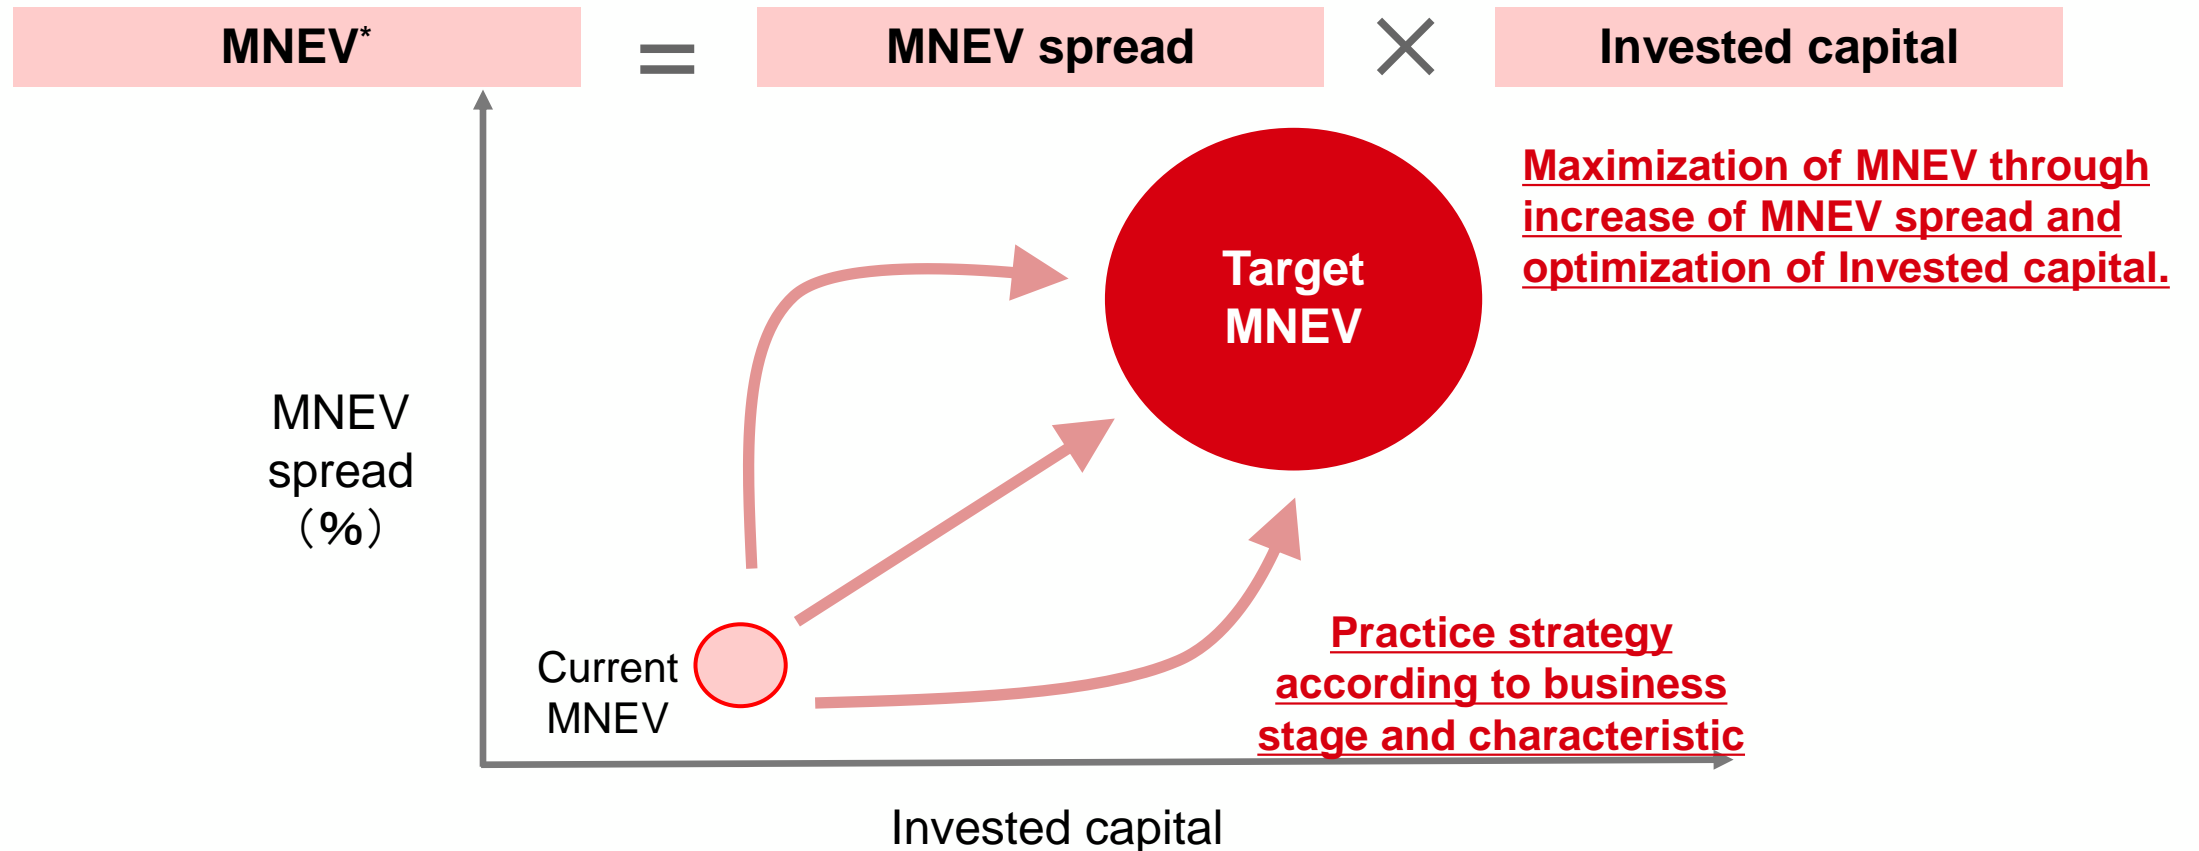 MNEV* = MNEV spread × Invested capital
Maximization of MNEV through
increase of MNEV spread and
optimization of Invested capital.
Target
MNEV
MNEV
spread
（%）
Current
MNEV
Practice strategy
according to business
stage and characteristic
Invested capital